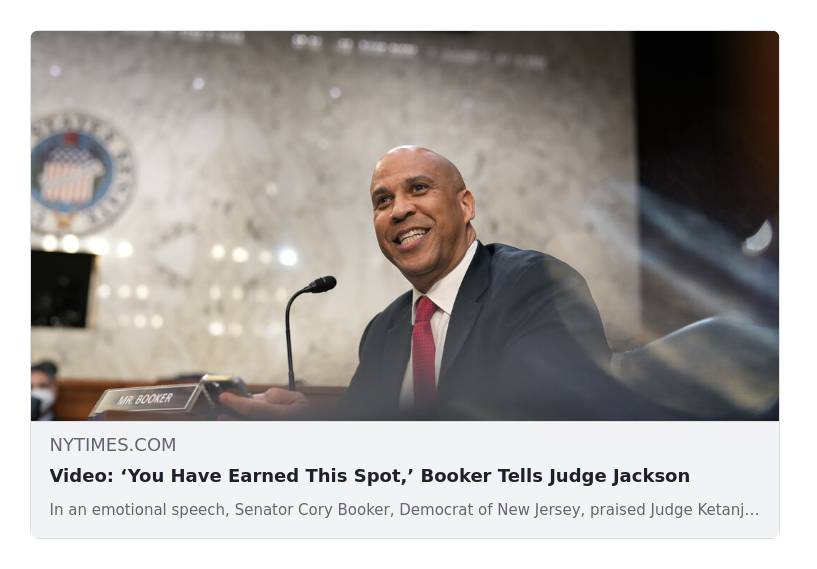 MR. BOOKER
NYTIMES.COM
Video: ‘You Have Earned This Spot,’ Booker Tells Judge Jackson
In an emotional speech, Senator Cory Booker, Democrat of New Jersey, praised Judge Ketanj...